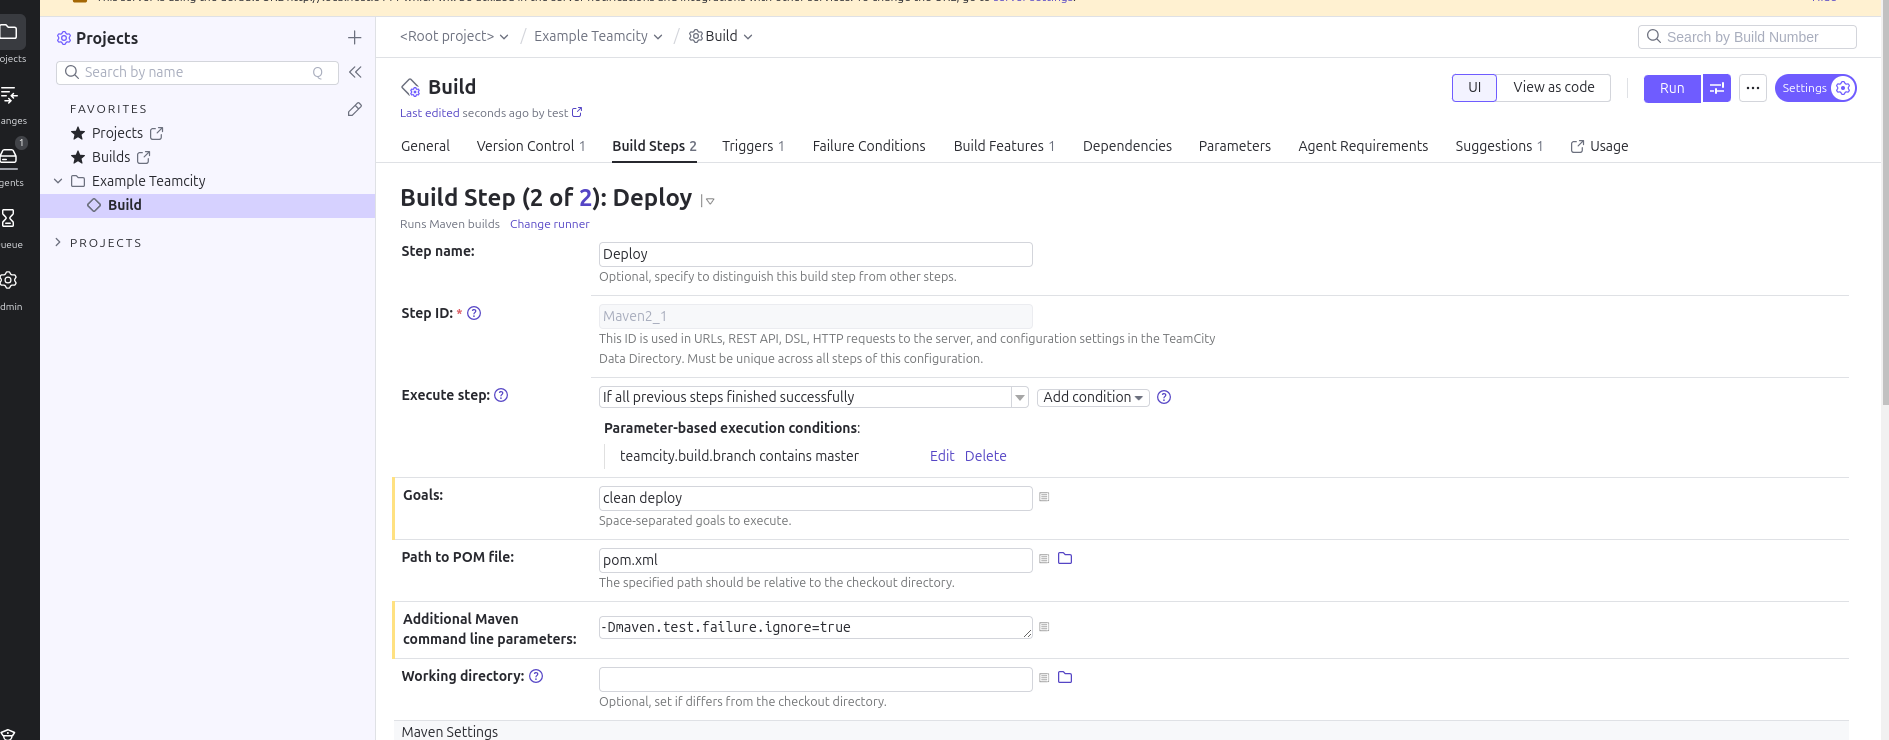 Projects
Search by name
Q
FAVORITES
Projects
Builds
Example Teamcity
Build
PROJECTS
1
<Root project>
/ Example Teamcity
/ Build
Search by Build Number
Build
Last edited seconds ago by test
UI
View as code
Run
...
Settings
General
Version Control 1
Build Steps 2
Triggers 1
Failure Conditions
Build Features 1
Dependencies
Parameters
Agent Requirements
Suggestions 1
Usage
Build Step (2 of 2): Deploy
Runs Maven builds Change runner
Step name:
Deploy
Optional, specify to distinguish this build step from other steps.
Step ID: *
Maven2_1
This ID is used in URLs, REST API, DSL, HTTP requests to the server, and configuration settings in the TeamCity
Data Directory. Must be unique across all steps of this configuration.
Execute step:
If all previous steps finished successfully
Add condition
Parameter-based execution conditions:
teamcity.build.branch contains master
Edit Delete
Goals:
clean deploy
Space-separated goals to execute.
Path to POM file:
pom.xml
The specified path should be relative to the checkout directory.
Additional Maven
command line parameters:
-Dmaven.test.failure.ignore=true
Working directory:
Optional, set if differs from the checkout directory.
Maven Settings